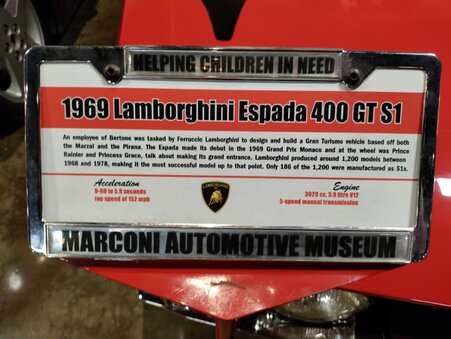 HELPING CHILDREN IN NEED
1969 Lamborghini Espada 400 GT S1
An employee of Bertone was tasked by Ferruccio Lamborghini to design and build a Gran Turismo vehicle based off both
the Marzal and the Pirana. The Espada made its debut in the 1969 Grand Prix Monaco and at the wheel was Prince
Rainier and Princess Grace, talk about making its grand entrance. Lamborghini produced around 1,200 models between
1968 and 1978, making it the most successful model up to that point. Only 186 of the 1,200 were manufactured as S1s.
Acceleration
0-60 in 5.9 seconds
top speed of 152 mph
LAMBORGHINI
Engine
3929 cc, 3.9 litre V12
5-speed manual transmission
MARCONI AUTOMOTIVE MUSEUM